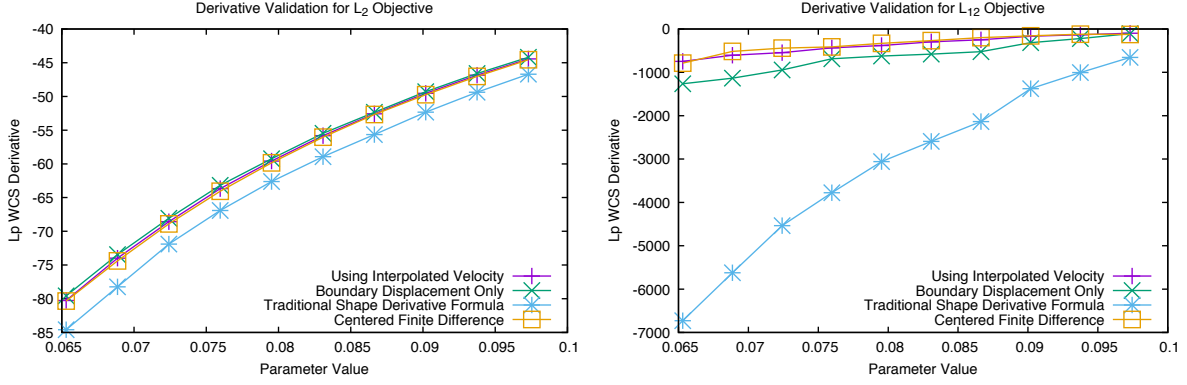 Derivative Validation for L2 Objective
-40
-45
-50
-55
-60
-65
-70
-75
-80
-85
Lp WCS Derivative
Using Interpolated Velocity
Boundary Displacement Only
Traditional Shape Derivative Formula
Centered Finite Difference
0.065 0.07 0.075 0.08 0.085 0.09 0.095 0.1
Parameter Value
Derivative Validation for L12 Objective
0
-1000
-2000
-3000
-4000
-5000
-6000
-7000
Lp WCS Derivative
Using Interpolated Velocity
Boundary Displacement Only
Traditional Shape Derivative Formula
Centered Finite Difference
0.065 0.07 0.075 0.08 0.085 0.09 0.095 0.1
Parameter Value